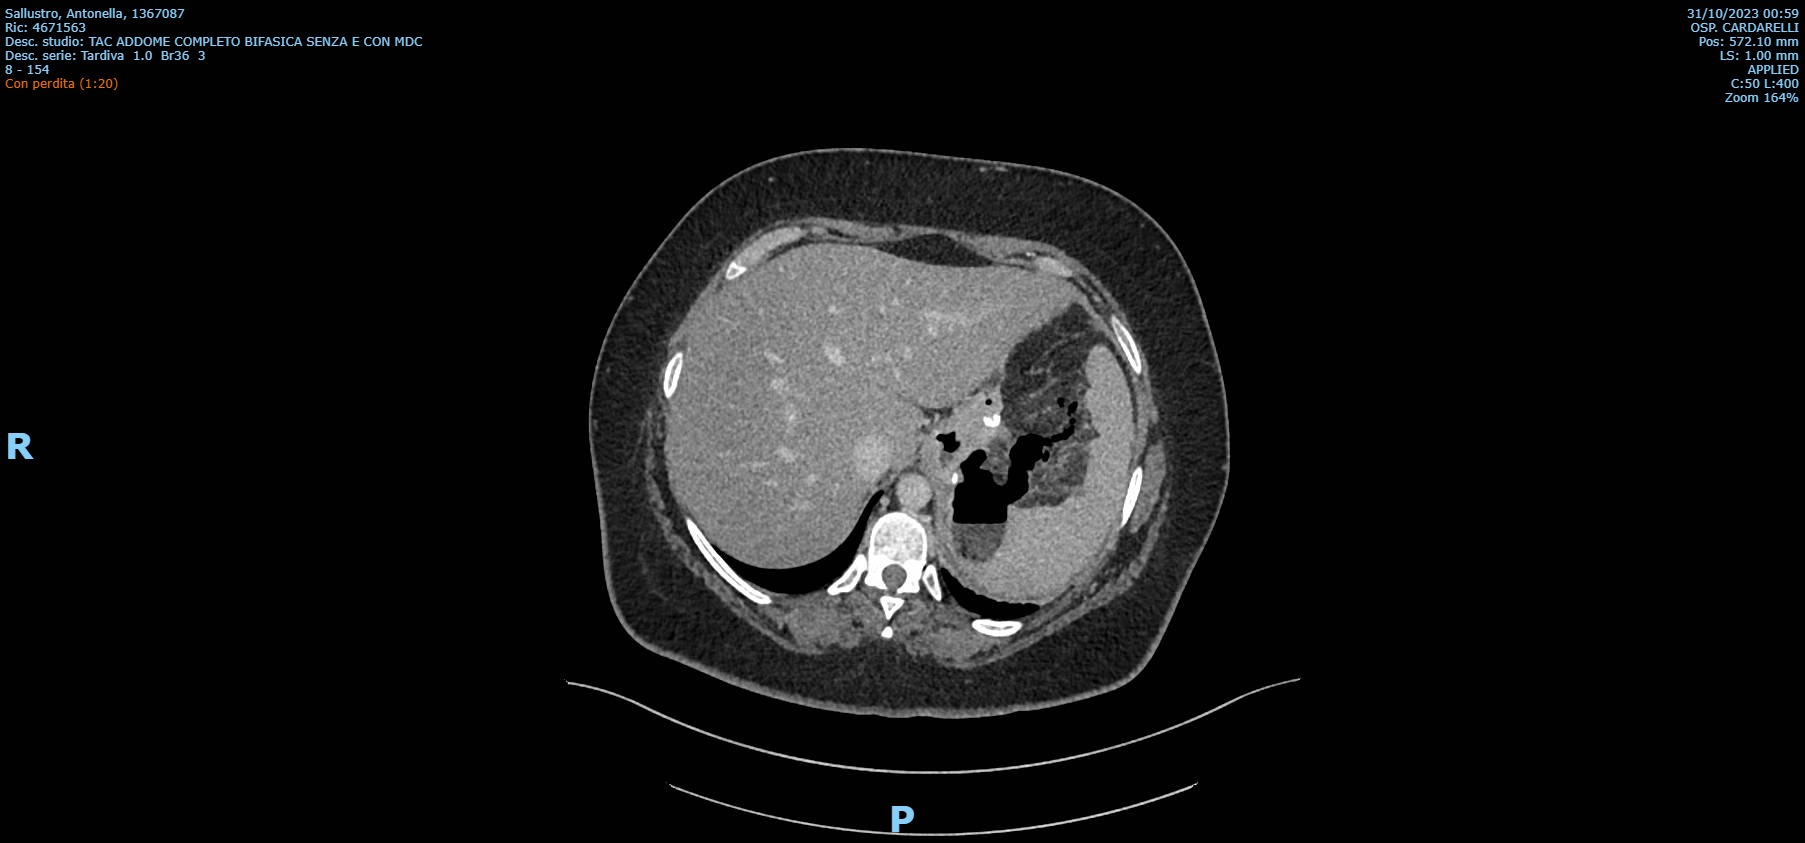 Sallustro, Antonella, 1367087
Ric: 4671563
Desc. studio: TAC ADDOME COMPLETO BIFASICA SENZA E CON MDC
Desc. serie: Tardiva 1.0 Br36 3
8 - 154
Con perdita (1:20)
31/10/2023 00:59
OSP. CARDARELLI
Pos: 572.10 mm
LS: 1.00 mm
APPLIED
C:50 L:400
Zoom 164%
R
P